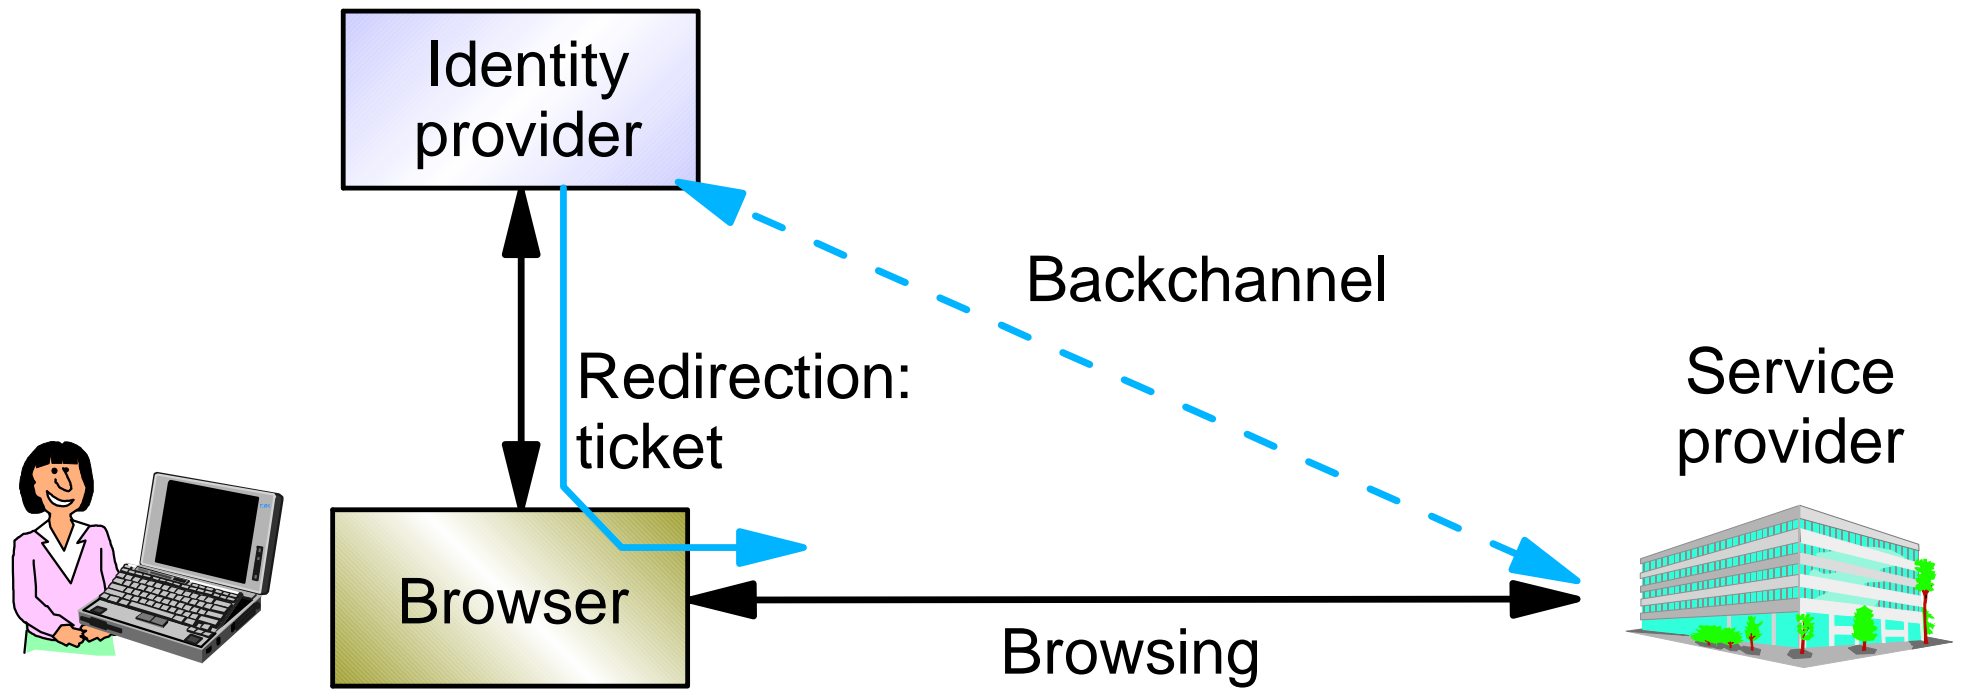 Identity
provider
Backchannel
Redirection:
ticket
Service
provider
Browser
Browsing